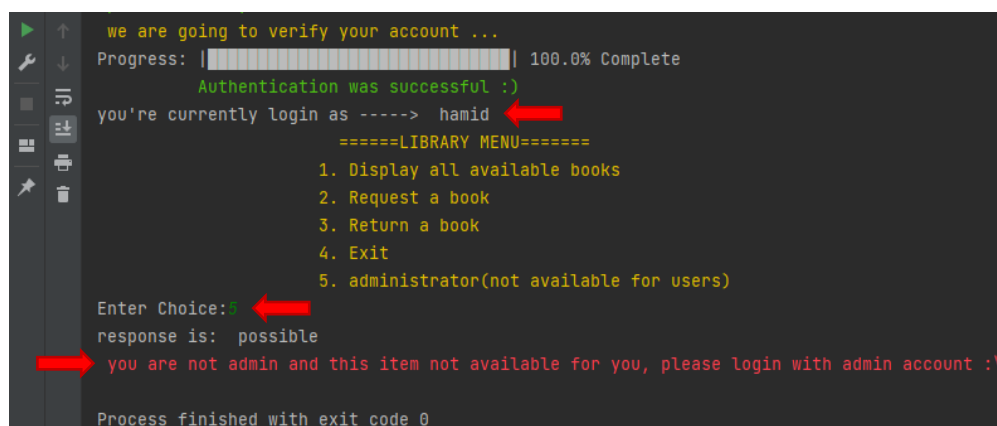 we are going to verify your account ...
Progress: || 100.0% Complete
Authentication was successful :)
you're currently login as -----> hamid
======LIBRARY MENU=======
1. Display all available books
2. Request a book
3. Return a book
4. Exit
5. administrator(not available for users)
Enter Choice:5
response is:  possible
you are not admin and this item not available for you, please login with admin account :\
Process finished with exit code 0